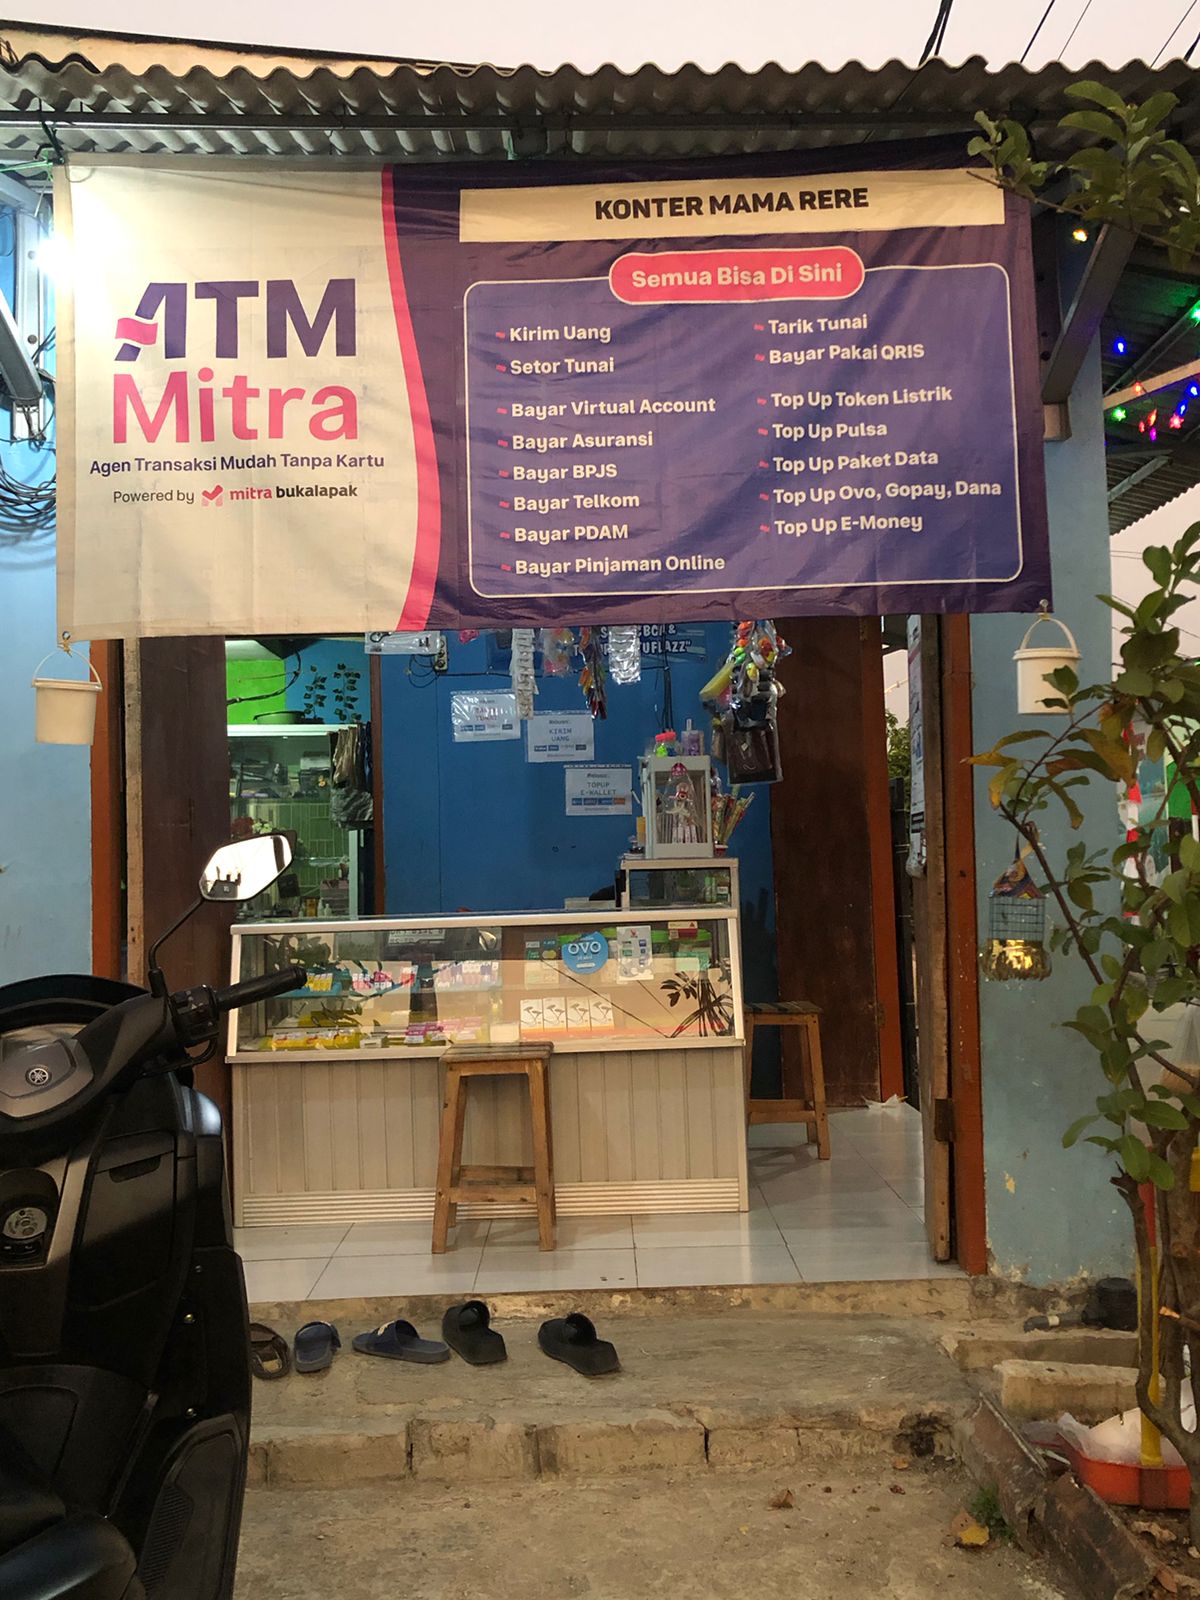 KONTER MAMA RERE
ATM
Mitra
Agen Transaksi Mudah Tanpa Kartu
Powered by mitra bukalapak
Semua Bisa Di Sini
Kirim Uang
Setor Tunai
Bayar Virtual Account
Bayar Asuransi
Bayar BPJS
Bayar Telkom
Bayar PDAM
Bayar Pinjaman Online
Tarik Tunai
Bayar Pakai QRIS
Top Up Token Listrik
Top Up Pulsa
Top Up Paket Data
Top Up Ovo, Gopay, Dana
Top Up E-Money
KIRIM
UANG
TOPUP
E-WALLET
OVO